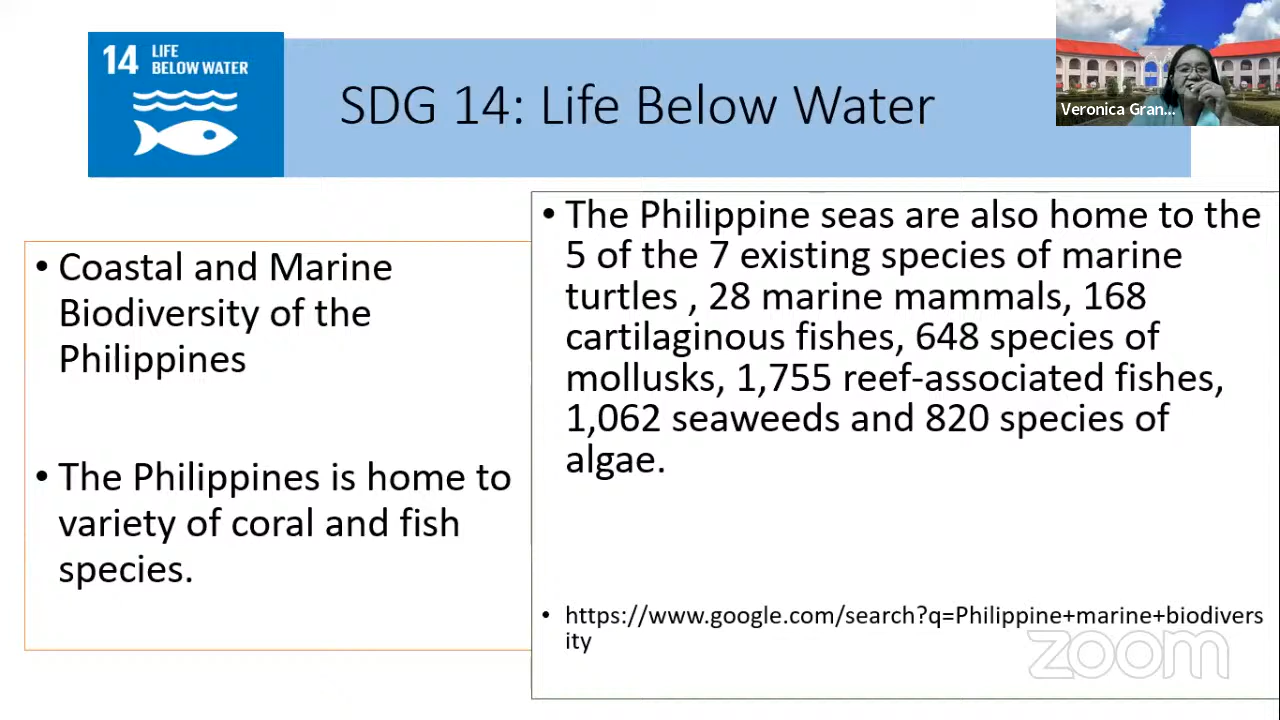 14 LIFE
BELOW WATER
SDG 14: Life Below Water
Veronica Gran...
• Coastal and Marine
Biodiversity of the
Philippines
• The Philippines is home to
variety of coral and fish
species.
• The Philippine seas are also home to the
5 of the 7 existing species of marine
turtles , 28 marine mammals, 168
cartilaginous fishes, 648 species of
mollusks, 1,755 reef-associated fishes,
1,062 seaweeds and 820 species of
algae.
• https://www.google.com/search?q=Philippine+marine+biodivers
ity
zoom